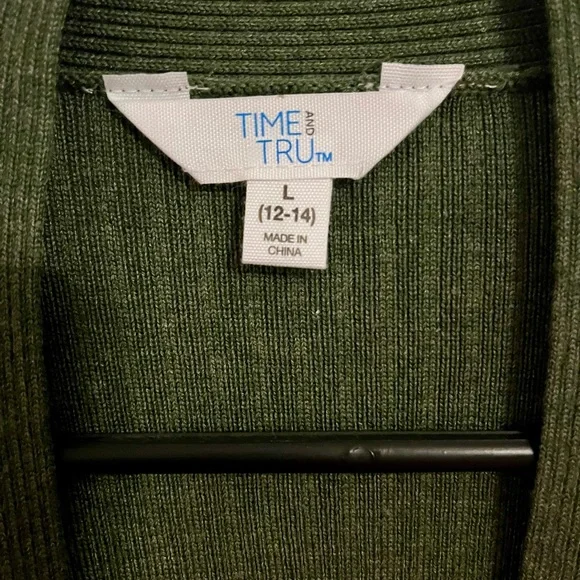 TIME AND
TRU™
L
(12-14)
MADE IN
CHINA